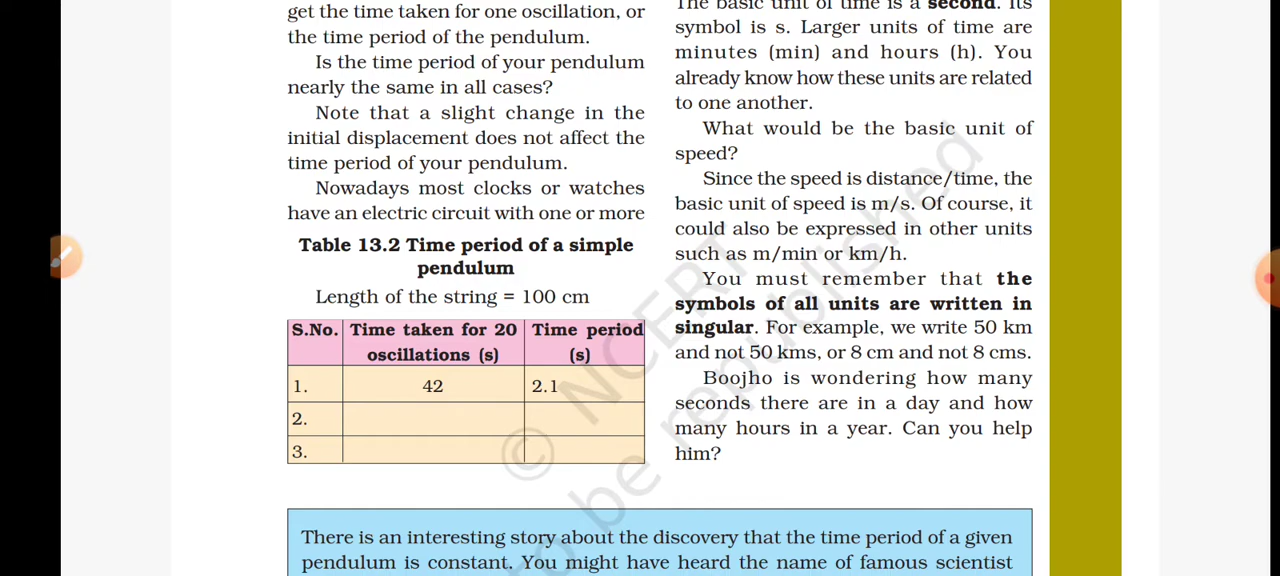 get the time taken for one oscillation, or
the time period of the pendulum.
Is the time period of your pendulum
nearly the same in all cases?
Note that a slight change in the
initial displacement does not affect the
time period of your pendulum.
Nowadays most clocks or watches
have an electric circuit with one or more
Table 13.2 Time period of a simple
pendulum
Length of the string = 100 cm
S.No. Time taken for 20 oscillations (s) Time period (s)
1. 42 2.1
2.
3.
The basic unit of time is a second. Its
symbol is s. Larger units of time are
minutes (min) and hours (h). You
already know how these units are related
to one another.
What would be the basic unit of
speed?
Since the speed is distance/time, the
basic unit of speed is m/s. Of course, it
could also be expressed in other units
such as m/min or km/h.
You must remember that the
symbols of all units are written in
singular. For example, we write 50 km
and not 50 kms, or 8 cm and not 8 cms.
Boojho is wondering how many
seconds there are in a day and how
many hours in a year. Can you help
him?
There is an interesting story about the discovery that the time period of a given
pendulum is constant. You might have heard the name of famous scientist
© NCERT
to be republished